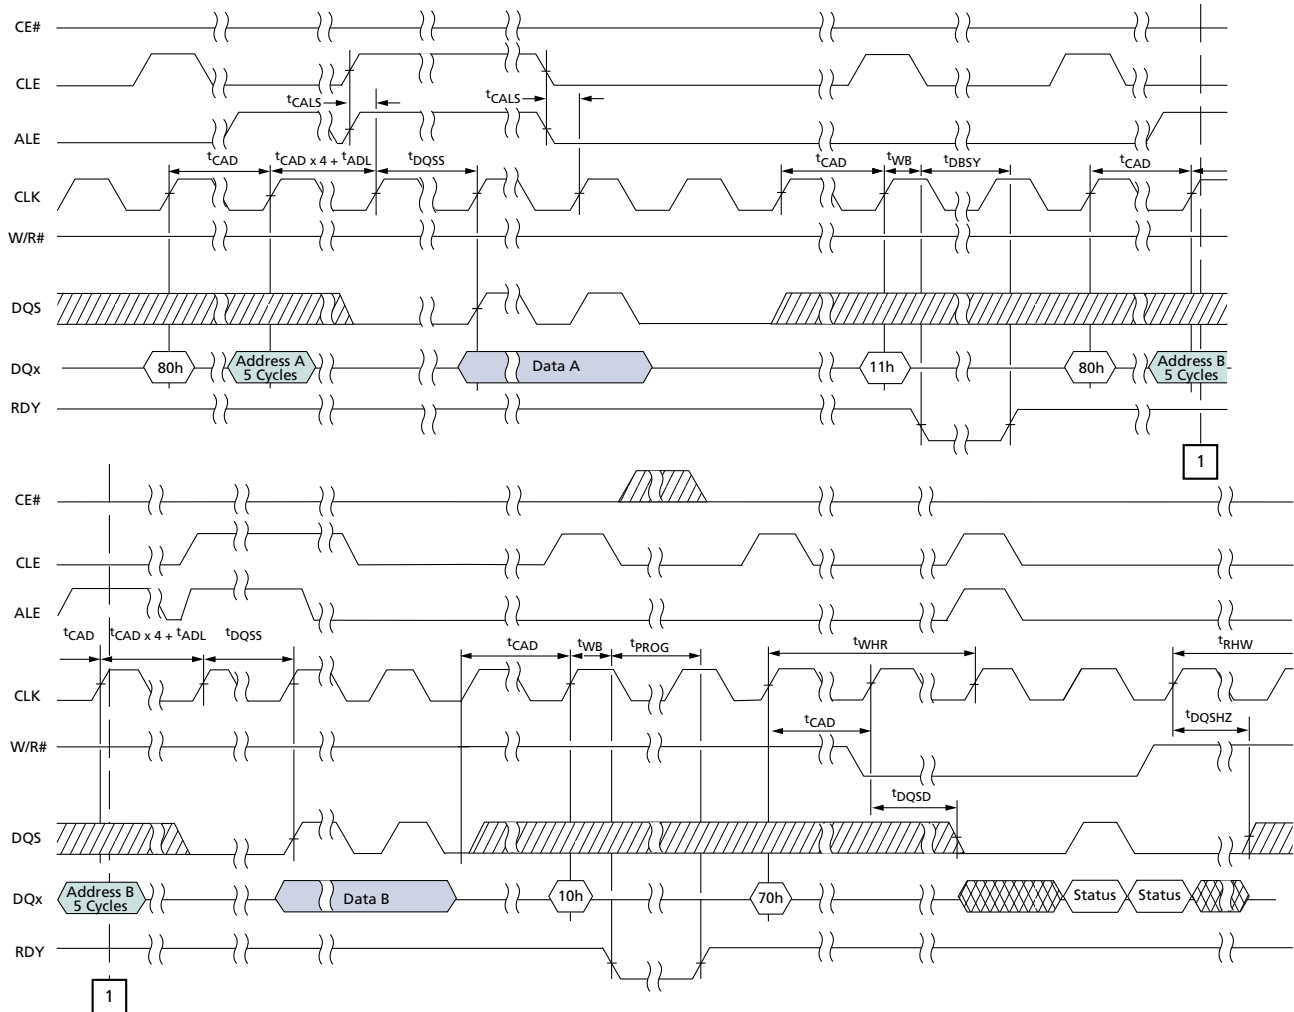 CE#
CLE
tCALS
tCALS
ALE
tCAD
tCAD x 4 + tADL
tDQSS
tCAD
tWB
tDBSY
tCAD
CLK
W/R#
DQS
DQx
80h
Address A
5 Cycles
Data A
11h
80h
Address B
5 Cycles
RDY
1
CE#
CLE
ALE
tCAD
tCAD x 4 + tADL
tDQSS
tCAD
tWB
tPROG
tWHR
tRHW
CLK
tCAD
tDQSHZ
W/R#
tDQSD
DQS
DQx
Address B
5 Cycles
Data B
10h
70h
Status
Status
RDY
1